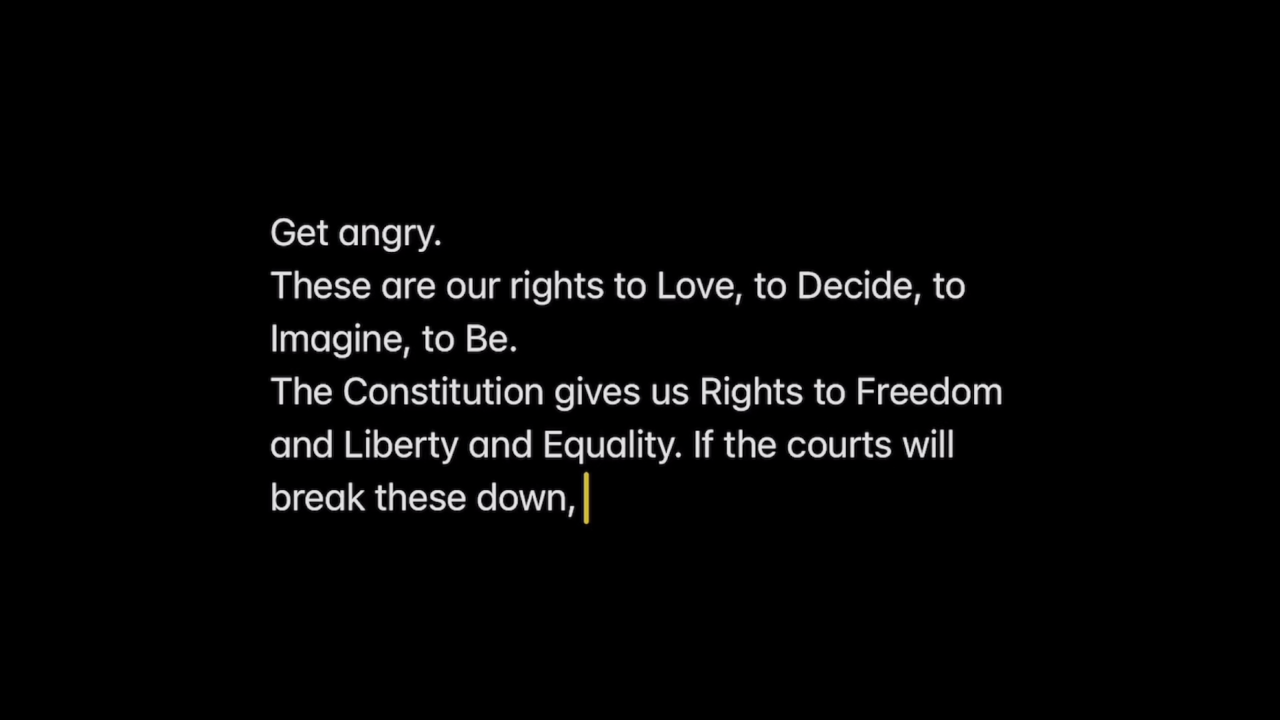 Get angry.
These are our rights to Love, to Decide, to
Imagine, to Be.
The Constitution gives us Rights to Freedom
and Liberty and Equality. If the courts will
break these down,